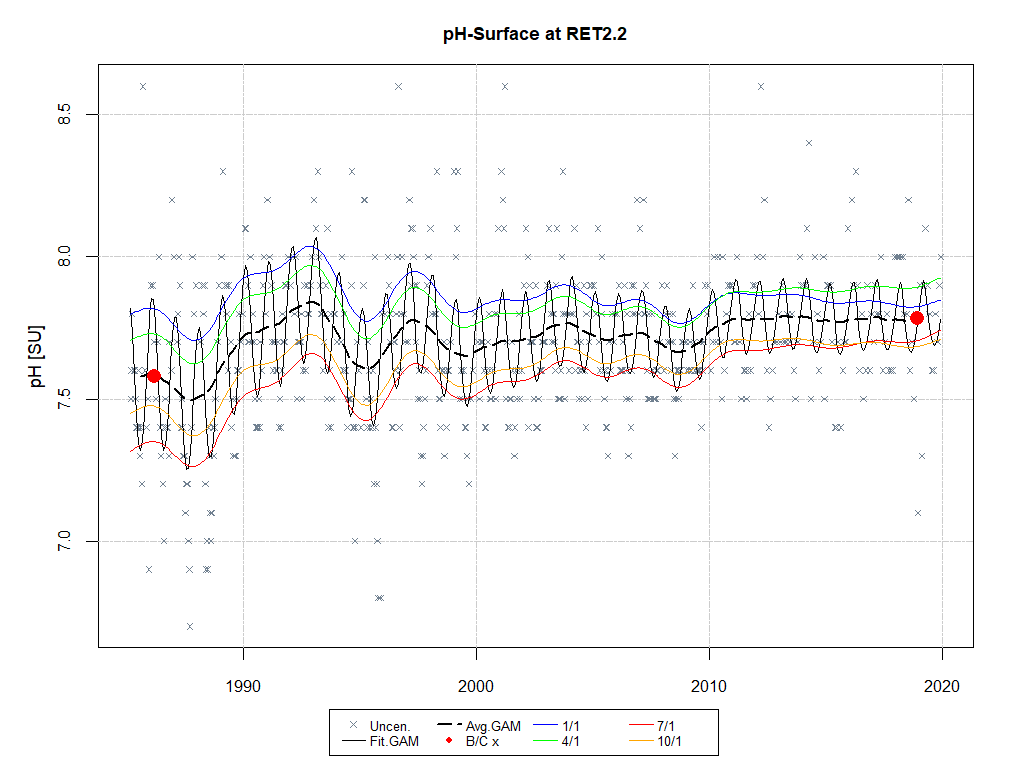 pH-Surface at RET2.2
pH [SU]
8.5
8.0
7.5
7.0
1990 2000 2010 2020
Uncen. Avg.GAM 1/1 7/1
Fit.GAM B/C x 4/1 10/1